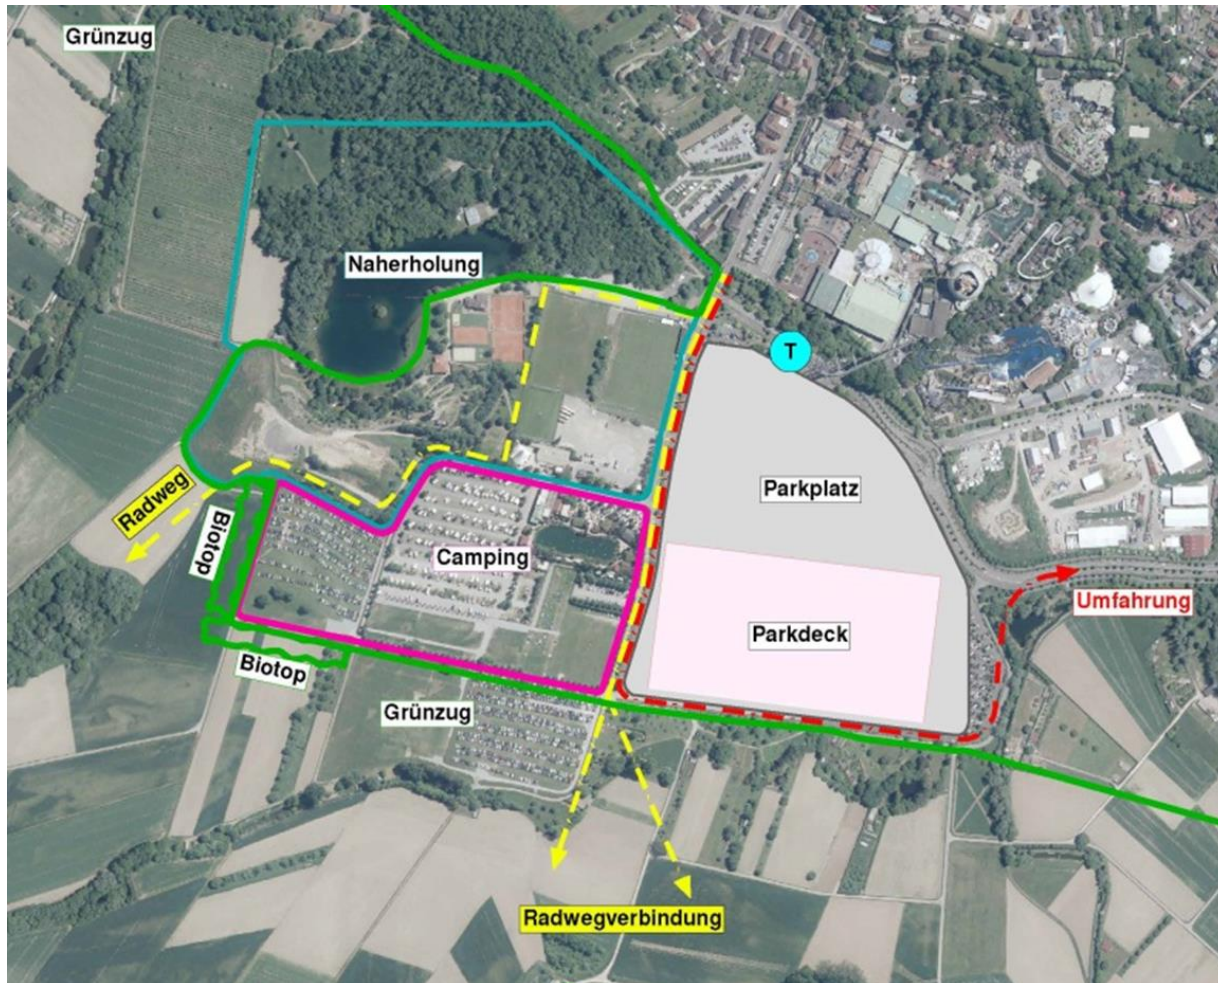 Grünzug
Naherholung
T
Parkplatz
Radweg
Biotop
Camping
Umfahrung
Parkdeck
Biotop
Grünzug
Radwegverbindung